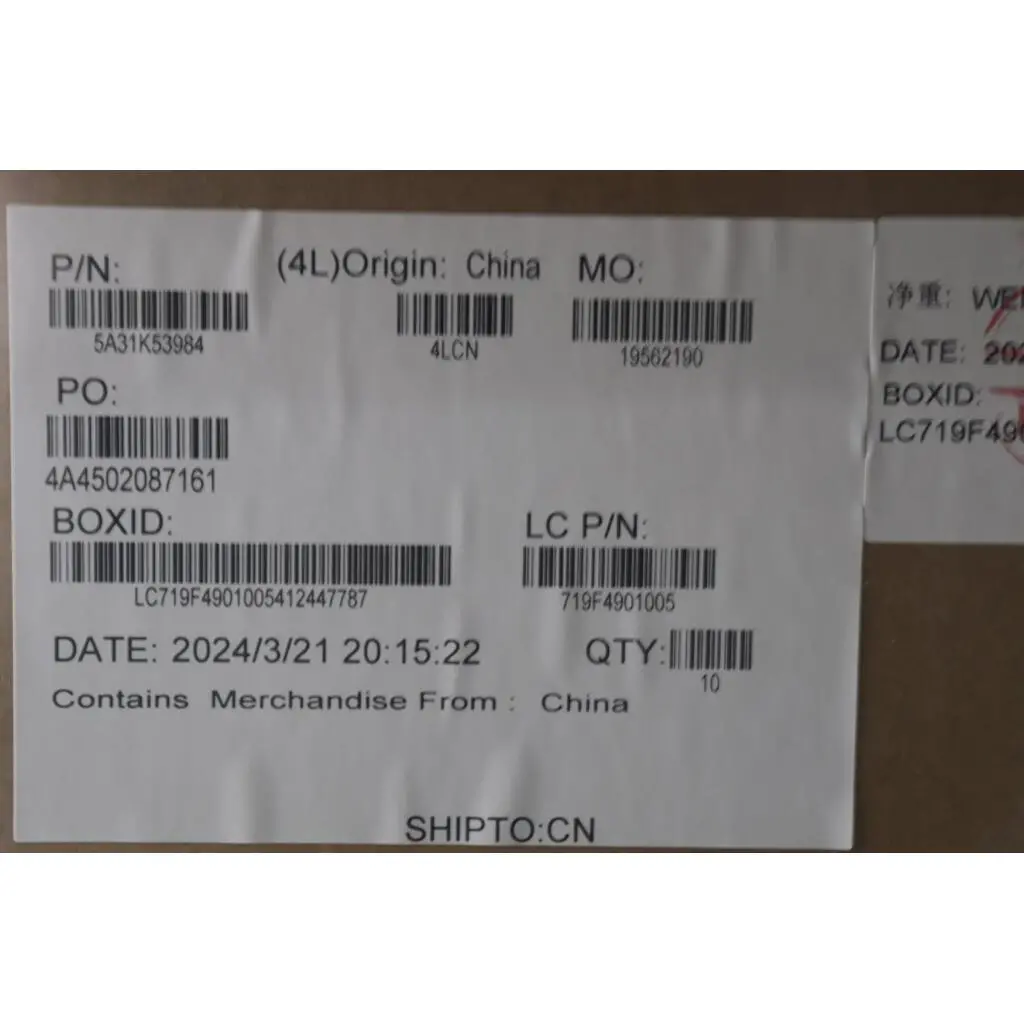 P/N: (4L)Origin: China MO:
5A31K53984 4LCN 19562190
PO:
4A4502087161
BOXID: LC P/N:
LC719F4901005412447787 719F4901005
DATE: 2024/3/21 20:15:22 QTY:
10
Contains Merchandise From : China
SHIPTO:CN
净重:
DATE:
BOXID:
LC719F490